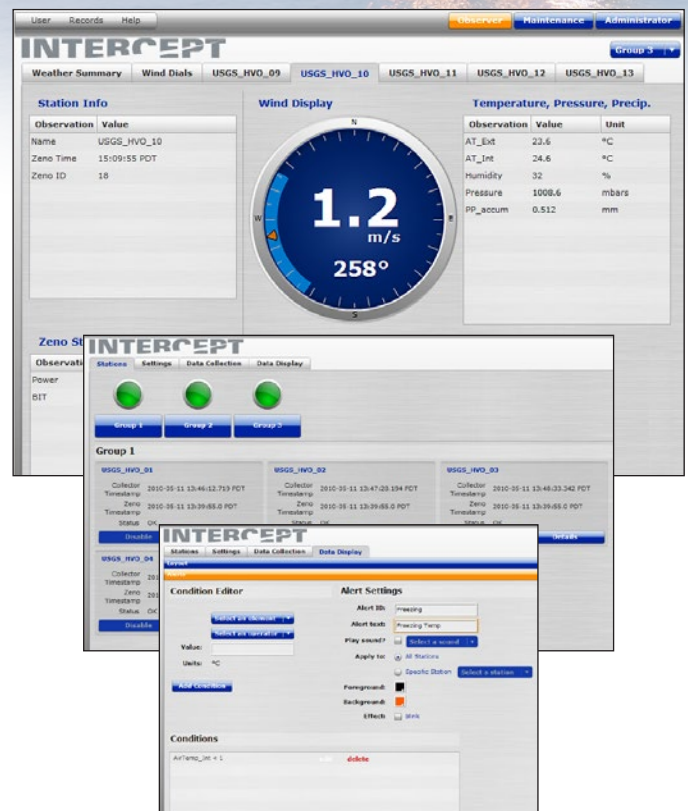 User Records Help Observer Maintenance Administrator
INTERCEPT
Group 3
Weather Summary Wind Dials USGS_HVO_09 USGS_HVO_10 USGS_HVO_11 USGS_HVO_12 USGS_HVO_13
Station Info
Observation Value
Name USGS_HVO_10
Zeno Time 15:09:55 PDT
Zeno ID 18
Wind Display
N
W
E
S
1.2
m/s
258°
Temperature, Pressure, Precip.
Observation Value Unit
AT_Ext 23.6 °C
AT_Int 24.6 °C
Humidity 32 %
Pressure 1008.6 mbars
PP_accum 0.512 mm
Zeno St
Observati
Power
BIT
INTERCEPT
Stations Settings Data Collection Data Display
Group 1 Group 2 Group 3
Group 1
USGS_HVO_01
Collector Timestamp 2010-05-11 13:46:12.719 PDT
Zeno Timestamp 2010-05-11 13:39:55.0 PDT
Status OK
Disable
USGS_HVO_02
Collector Timestamp 2010-05-11 13:47:20.194 PDT
Zeno Timestamp 2010-05-11 13:39:55.0 PDT
Status OK
USGS_HVO_03
Collector Timestamp 2010-05-11 13:48:33.342 PDT
Zeno Timestamp 2010-05-11 13:39:55.0 PDT
Details
USGS_HVO_04
Collector Timestamp 201
Zeno Timestamp 201
Status OK
Disable
INTERCEPT
Stations Settings Data Collection Data Display
Layout
Condition Editor
Select an element
Select an operator
Value:
Units: °C
Add Condition
Alert Settings
Alert ID: Freezing
Alert text: Freezing Temp
Play sound? Select a sound
Apply to: All Stations
Specific Station Select a station
Foreground:
Background:
Effect: Blink
Conditions
AirTemp_Int < 1 delete